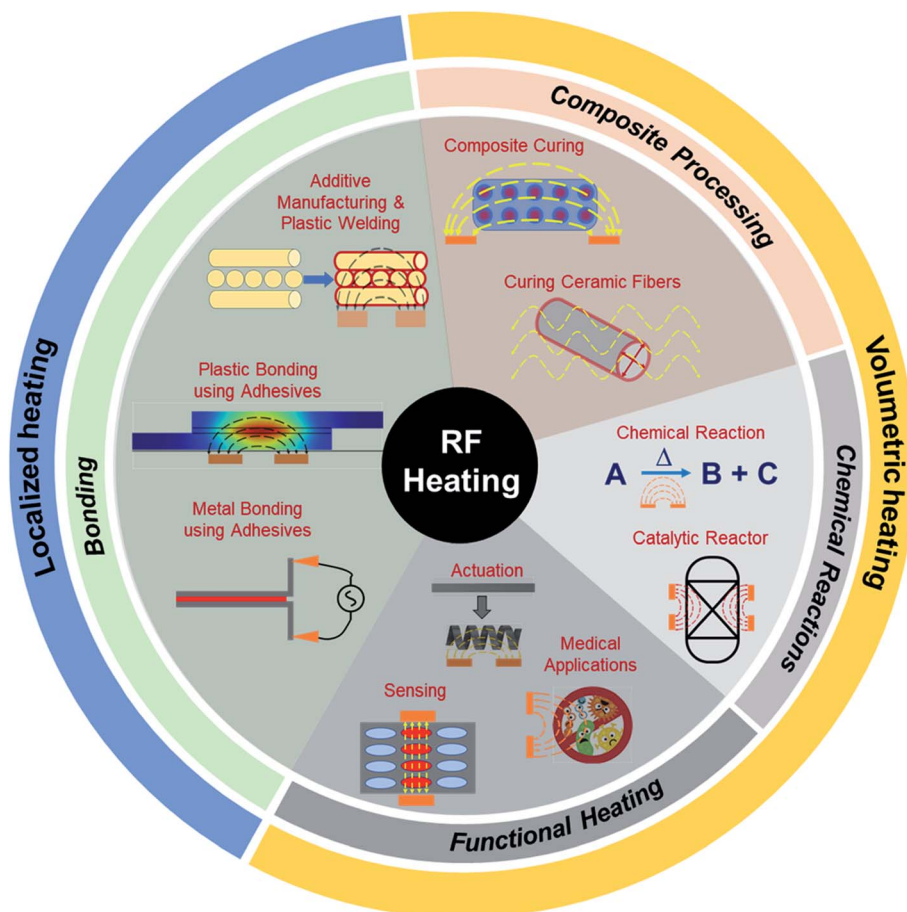 Composite Processing
Composite Curing
Additive
Manufacturing &
Plastic Welding
Curing Ceramic Fibers
Localized heating
Volumetric heating
Plastic Bonding
using Adhesives
RF
Heating
Chemical Reaction
Δ
A B + C
Bonding
Chemical Reactions
Metal Bonding
using Adhesives
Catalytic Reactor
Actuation
Medical
Applications
Sensing
Functional Heating